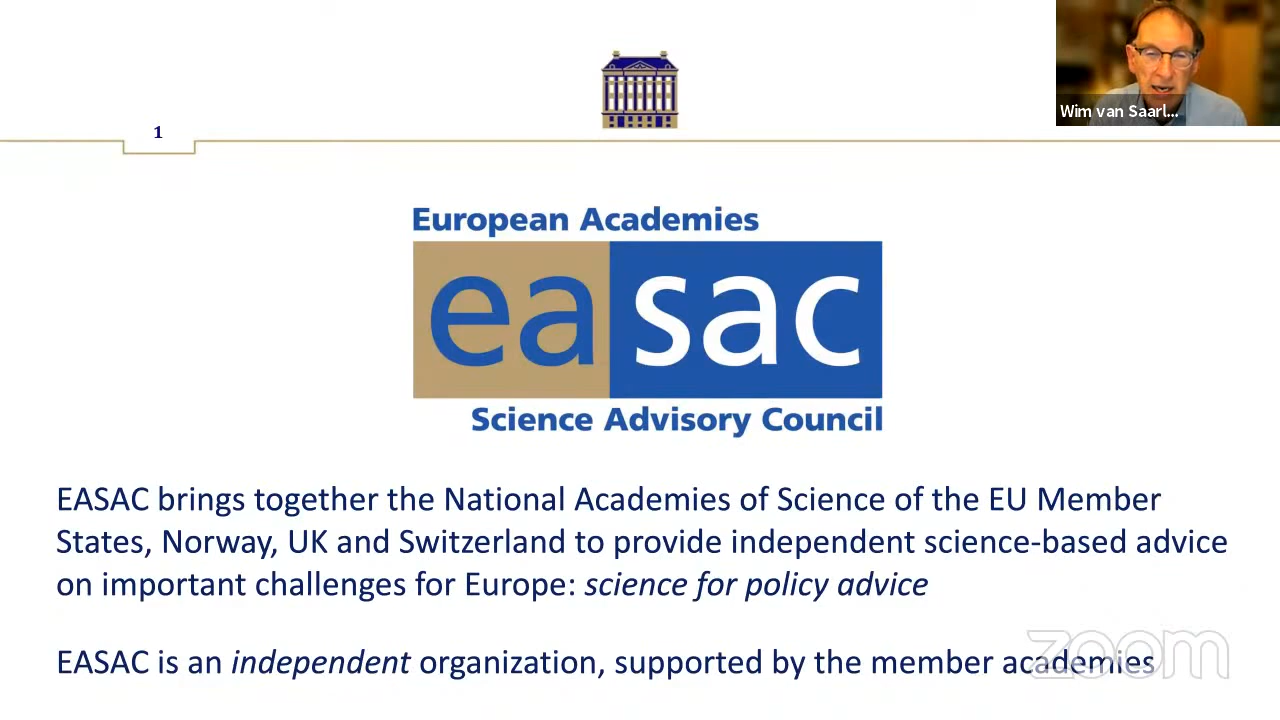 Wim van Saarl...
1
European Academies
easac
Science Advisory Council
EASAC brings together the National Academies of Science of the EU Member
States, Norway, UK and Switzerland to provide independent science-based advice
on important challenges for Europe: science for policy advice
EASAC is an independent organization, supported by the member academies
zoom